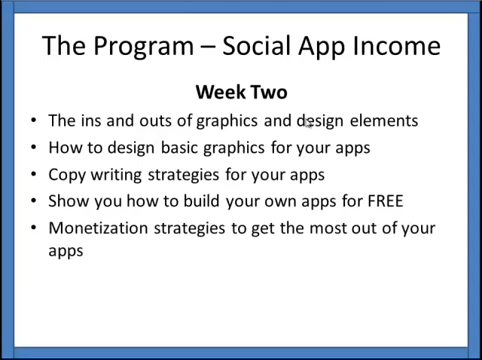 The Program – Social App Income
Week Two
• The ins and outs of graphics and design elements
• How to design basic graphics for your apps
• Copy writing strategies for your apps
• Show you how to build your own apps for FREE
• Monetization strategies to get the most out of your
apps